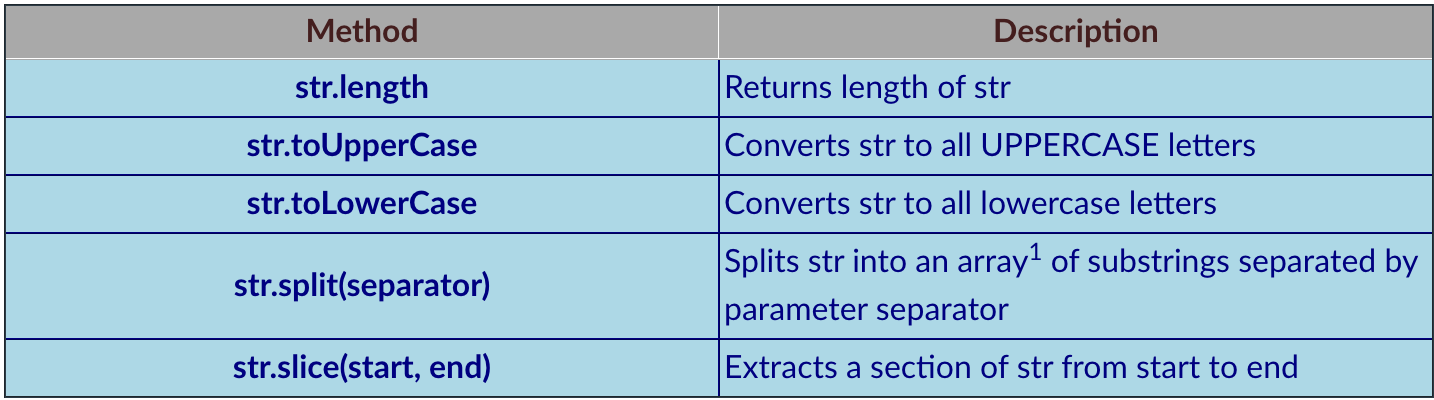 Method Description
str.length Returns length of str
str.toUpperCase Converts str to all UPPERCASE letters
str.toLowerCase Converts str to all lowercase letters
str.split(separator) Splits str into an array¹ of substrings separated by
parameter separator
str.slice(start, end) Extracts a section of str from start to end